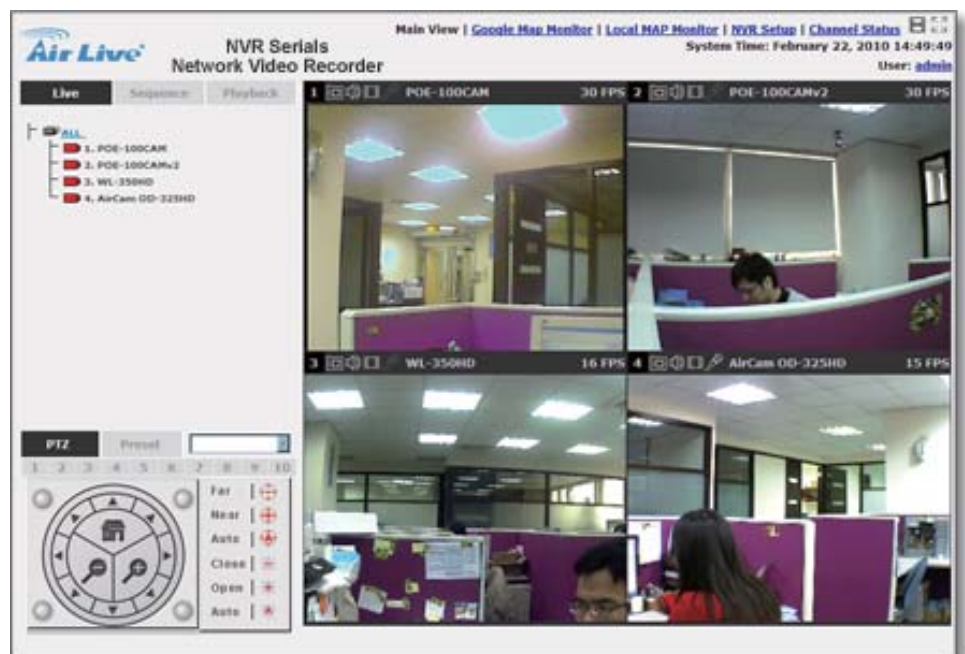 Air Live
NVR Serials
Network Video Recorder
Main View | Google Map Monitor | Local MAP Monitor | NVR Setup | Channel Status
System Time: February 22, 2010 14:49:49
User: admin
Live Sequence Playback
ALL
1. POE-100CAM
2. POE-100CAMv2
3. WL-350HD
4. AirCam OD-325HD
1 POE-100CAM 30 FPS
2 POE-100CAMv2 30 FPS
3 WL-350HD 16 FPS
4 AirCam OD-325HD 15 FPS
PTZ Preset
1 2 3 4 5 6 7 8 9 10
Far
Near
Auto
Close
Open
Auto